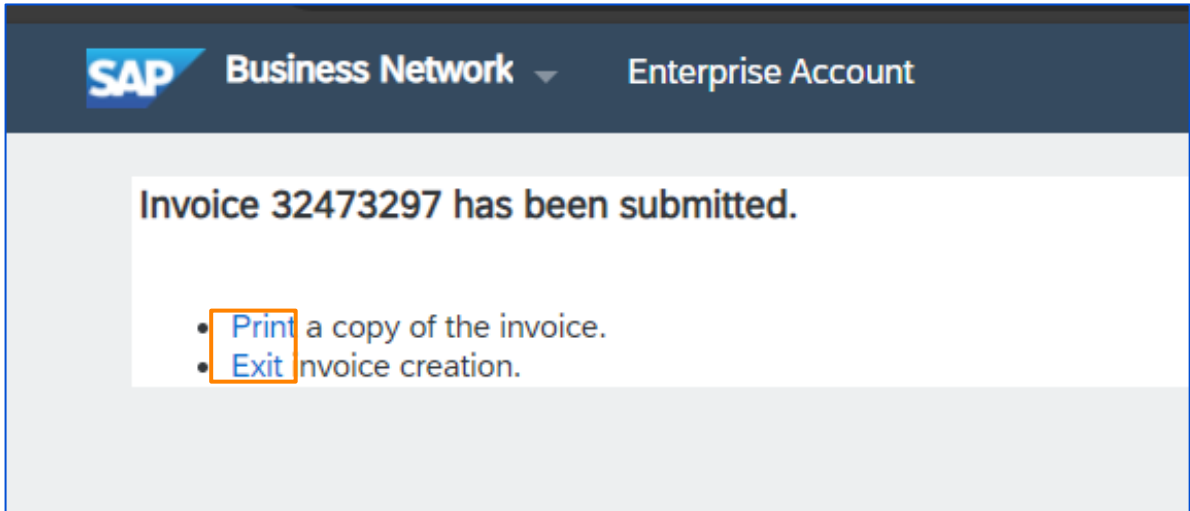 SAP Business Network Enterprise Account
Invoice 32473297 has been submitted.
• Print a copy of the invoice.
• Exit invoice creation.